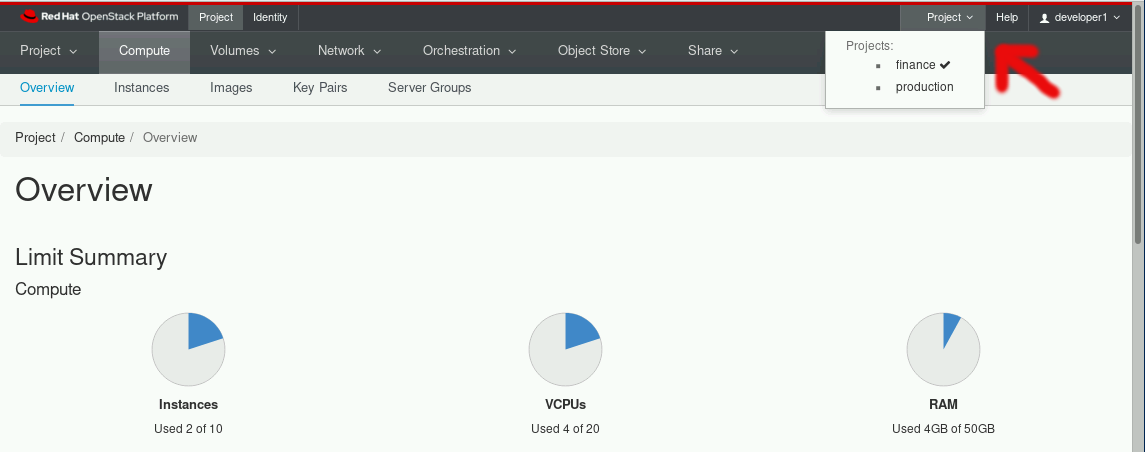 Red Hat OpenStack Platform Project Identity Project Help developer1
Project Compute Volumes Network Orchestration Object Store Share
Projects:
finance
production
Overview Instances Images Key Pairs Server Groups
Project / Compute / Overview
Overview
Limit Summary
Compute
Instances VCPUs RAM
Used 2 of 10 Used 4 of 20 Used 4GB of 50GB